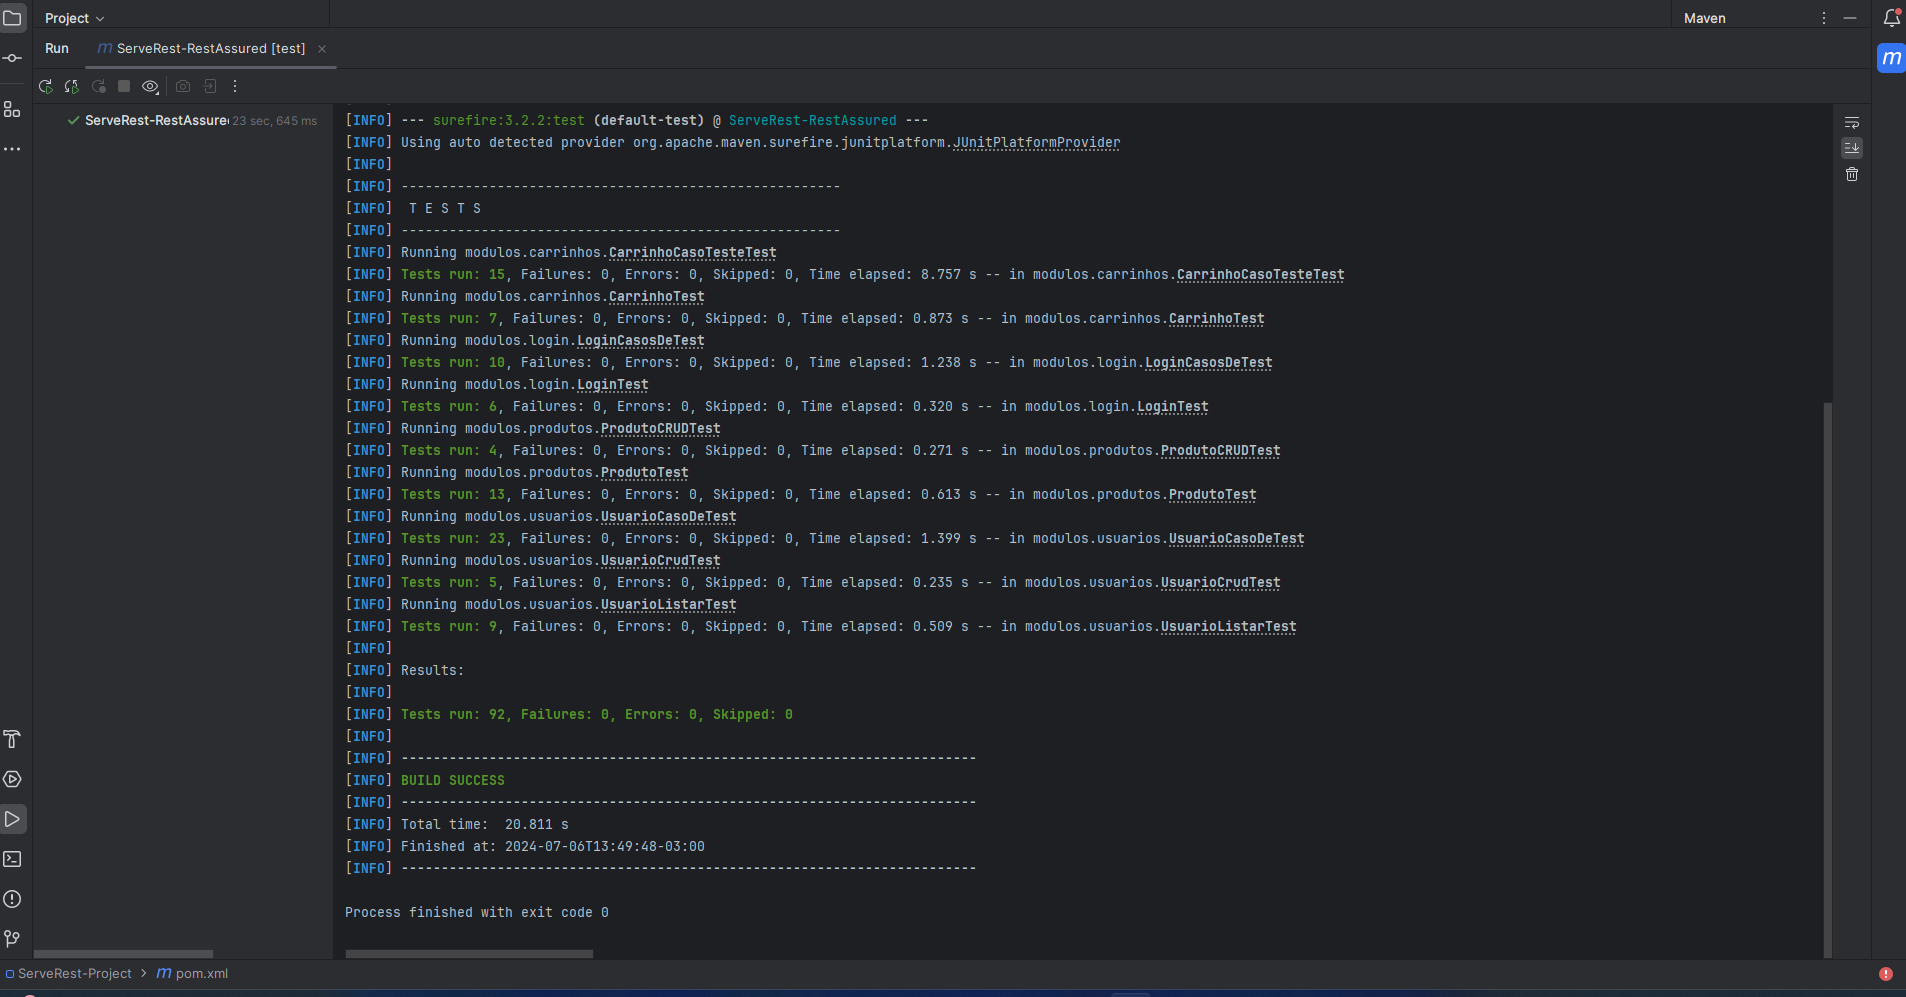 Project
Maven
Run
m ServeRest-RestAssured [test]
m
ServeRest-RestAssure 23 sec, 645 ms
[INFO] --- surefire:3.2.2:test (default-test) @ ServeRest-RestAssured ---
[INFO] Using auto detected provider org.apache.maven.surefire.junitplatform.JUnitPlatformProvider
[INFO]
[INFO] -------------------------------------------------------
[INFO]  T E S T S
[INFO] -------------------------------------------------------
[INFO] Running modulos.carrinhos.CarrinhoCasoTesteTest
[INFO] Tests run: 15, Failures: 0, Errors: 0, Skipped: 0, Time elapsed: 8.757 s -- in modulos.carrinhos.CarrinhoCasoTesteTest
[INFO] Running modulos.carrinhos.CarrinhoTest
[INFO] Tests run: 7, Failures: 0, Errors: 0, Skipped: 0, Time elapsed: 0.873 s -- in modulos.carrinhos.CarrinhoTest
[INFO] Running modulos.login.LoginCasosDeTest
[INFO] Tests run: 10, Failures: 0, Errors: 0, Skipped: 0, Time elapsed: 1.238 s -- in modulos.login.LoginCasosDeTest
[INFO] Running modulos.login.LoginTest
[INFO] Tests run: 6, Failures: 0, Errors: 0, Skipped: 0, Time elapsed: 0.320 s -- in modulos.login.LoginTest
[INFO] Running modulos.produtos.ProdutoCRUDTest
[INFO] Tests run: 4, Failures: 0, Errors: 0, Skipped: 0, Time elapsed: 0.271 s -- in modulos.produtos.ProdutoCRUDTest
[INFO] Running modulos.produtos.ProdutoTest
[INFO] Tests run: 13, Failures: 0, Errors: 0, Skipped: 0, Time elapsed: 0.613 s -- in modulos.produtos.ProdutoTest
[INFO] Running modulos.usuarios.UsuarioCasoDeTest
[INFO] Tests run: 23, Failures: 0, Errors: 0, Skipped: 0, Time elapsed: 1.399 s -- in modulos.usuarios.UsuarioCasoDeTest
[INFO] Running modulos.usuarios.UsuarioCrudTest
[INFO] Tests run: 5, Failures: 0, Errors: 0, Skipped: 0, Time elapsed: 0.235 s -- in modulos.usuarios.UsuarioCrudTest
[INFO] Running modulos.usuarios.UsuarioListarTest
[INFO] Tests run: 9, Failures: 0, Errors: 0, Skipped: 0, Time elapsed: 0.509 s -- in modulos.usuarios.UsuarioListarTest
[INFO]
[INFO] Results:
[INFO]
[INFO] Tests run: 92, Failures: 0, Errors: 0, Skipped: 0
[INFO]
[INFO] ------------------------------------------------------------------------
[INFO] BUILD SUCCESS
[INFO] ------------------------------------------------------------------------
[INFO] Total time:  20.811 s
[INFO] Finished at: 2024-07-06T13:49:48-03:00
[INFO] ------------------------------------------------------------------------
Process finished with exit code 0
ServeRest-Project > m pom.xml